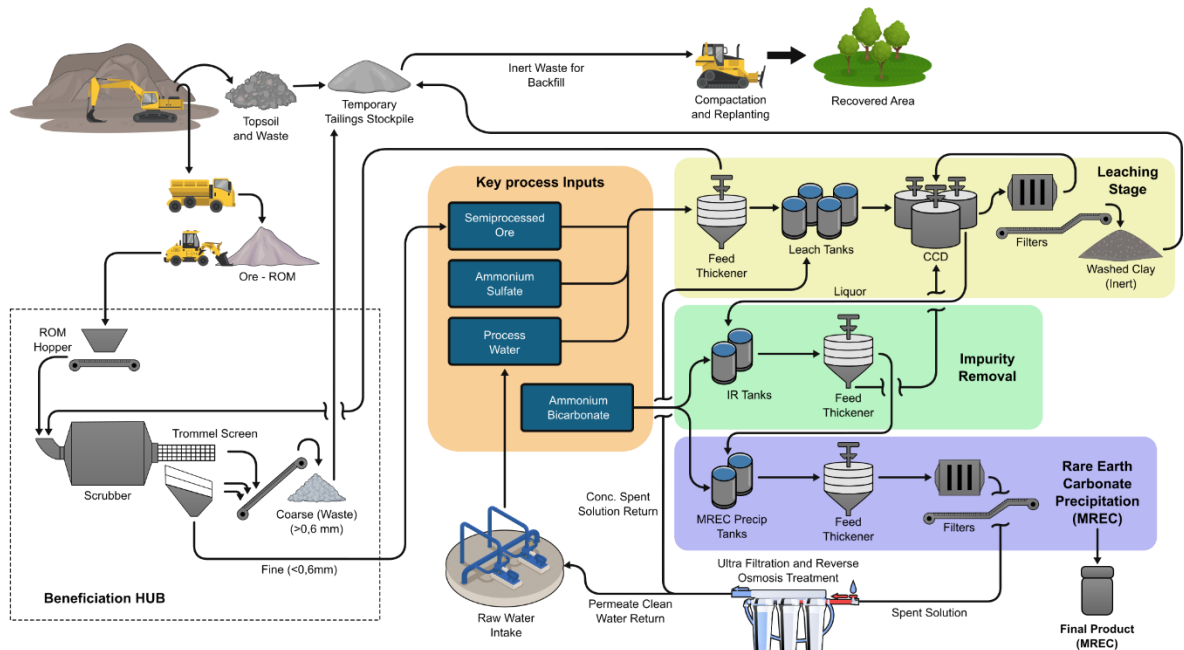 Topsoil
and Waste
Temporary
Tailings Stockpile
Inert Waste for
Backfill
Compactation
and Replanting
Recovered Area
Ore - ROM
Key process Inputs
Semiprocessed
Ore
Ammonium
Sulfate
Process
Water
Ammonium
Bicarbonate
Leaching
Stage
Feed
Thickener
Leach Tanks
CCD
Filters
Washed Clay
(Inert)
Liquor
Impurity
Removal
IR Tanks
Feed
Thickener
Rare Earth
Carbonate
Precipitation
(MREC)
MREC Precip
Tanks
Feed
Thickener
Filters
ROM
Hopper
Trommel Screen
Scrubber
Coarse (Waste)
(>0,6 mm)
Fine (<0,6mm)
Beneficiation HUB
Conc. Spent
Solution Return
Ultra Filtration and Reverse
Osmosis Treatment
Permeate Clean
Water Return
Spent Solution
Raw Water
Intake
Final Product
(MREC)